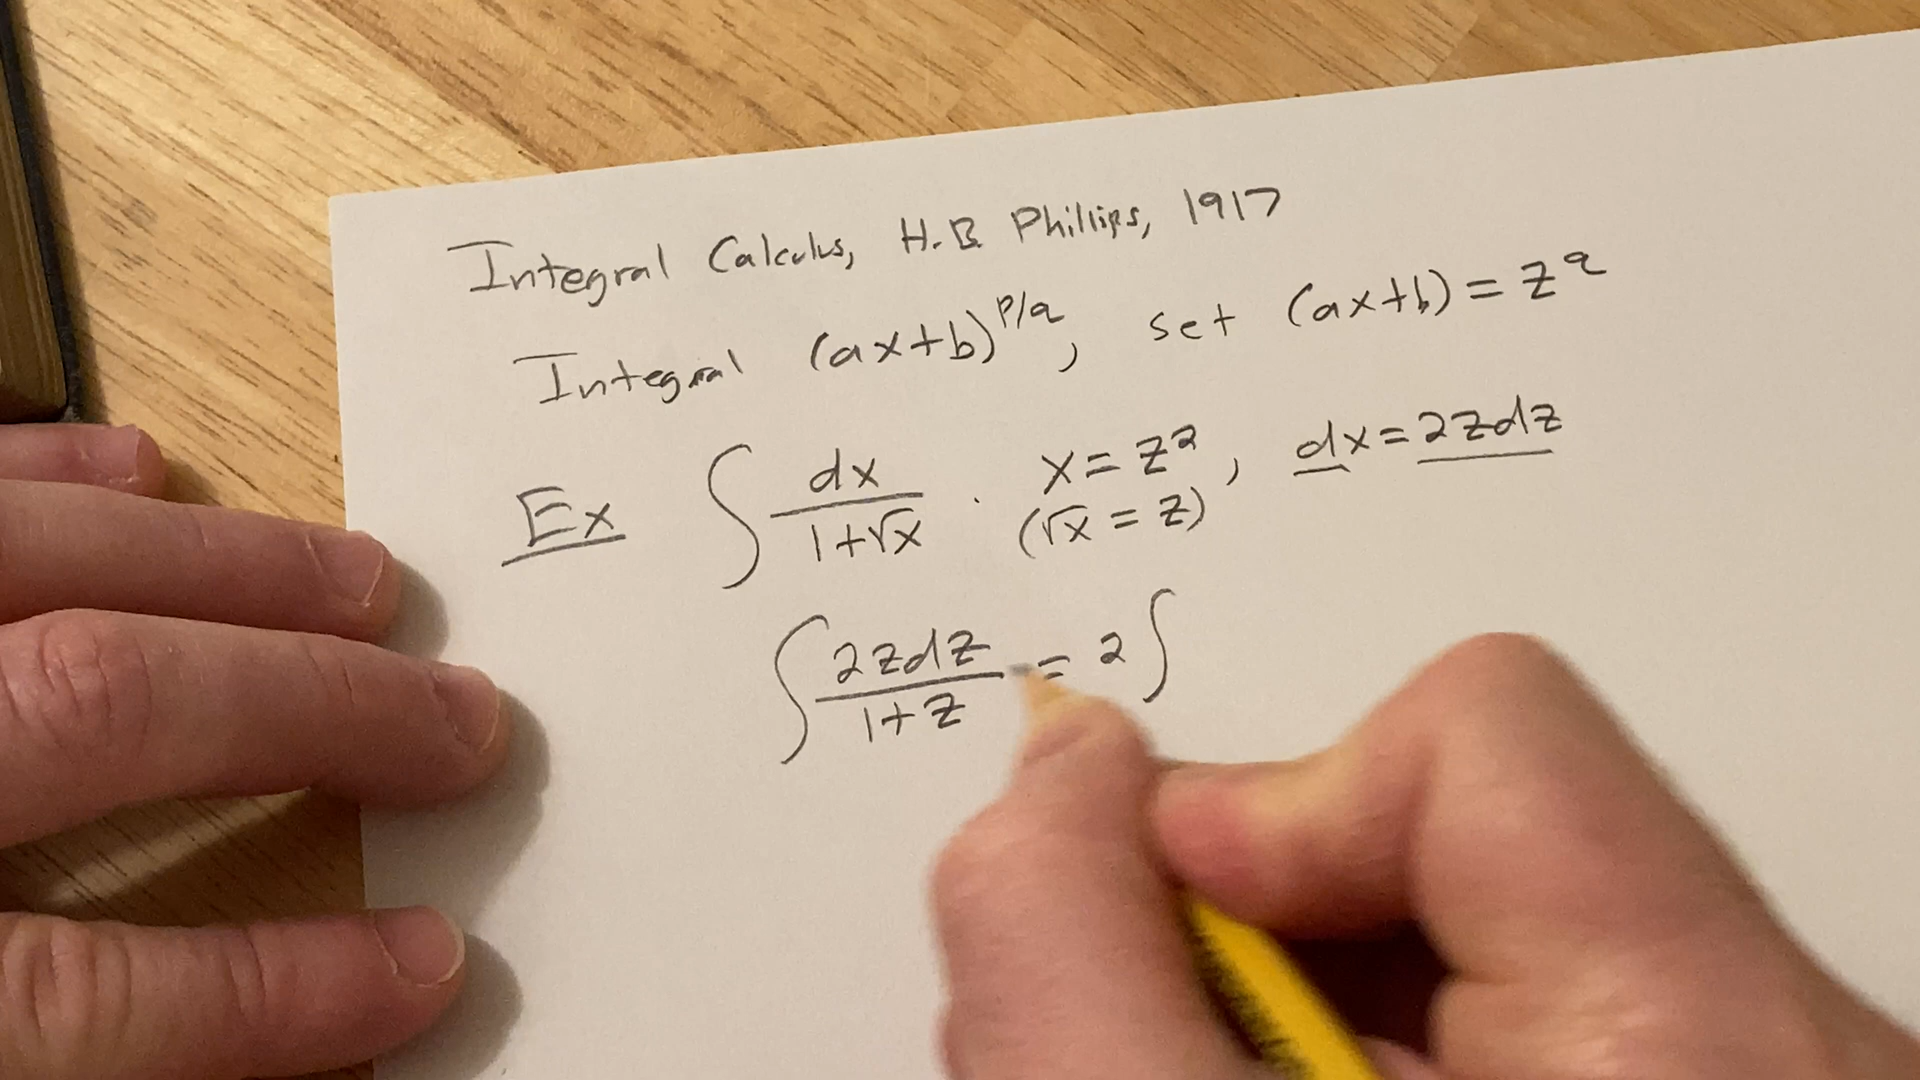 Integral Calculus, H.B. Phillips, 1917
Integral (ax+b)^{p/q}, set (ax+b) = z^q
Ex ∫ dx/(1+√x) . x = z^2, dx = 2zdz
(√x = z)
∫ 2zdz/(1+z) = 2∫